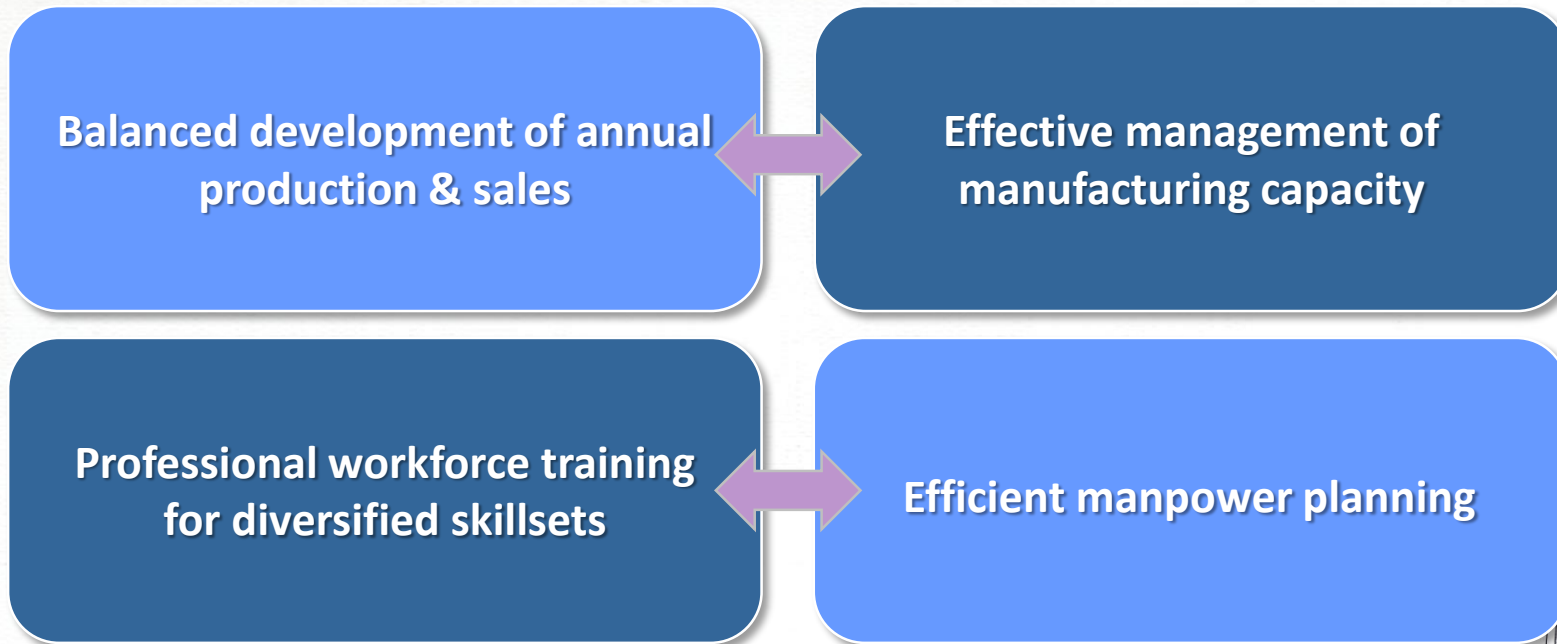 Balanced development of annual
production & sales
Effective management of
manufacturing capacity
Professional workforce training
for diversified skillsets
Efficient manpower planning